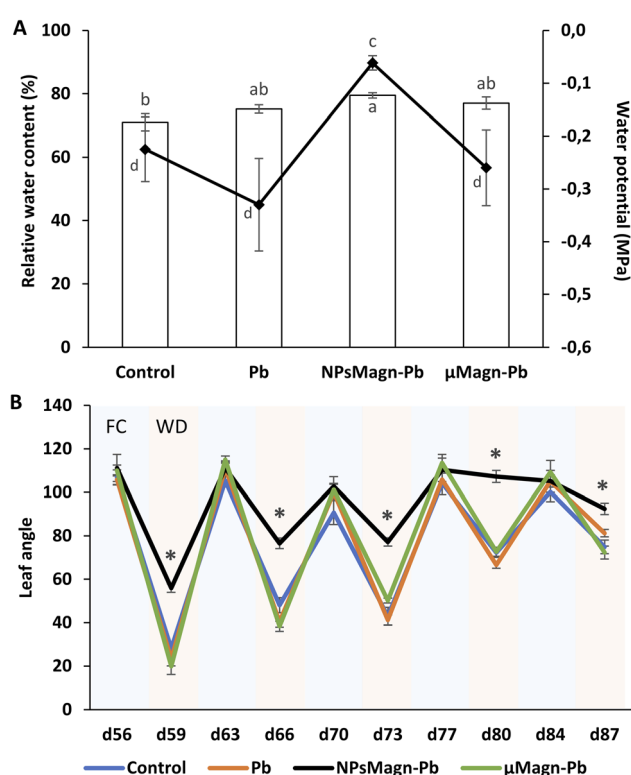 A
Relative water content (%)
100
80
60
40
20
0
b
ab
c
a
ab
d
d
d
0,0
-0,1
-0,2
-0,3
-0,4
-0,5
-0,6
Water potential (MPa)
Control Pb NPsMagn-Pb µMagn-Pb
B
Leaf angle
140
120
100
80
60
40
20
0
FC WD
* * * * *
d56 d59 d63 d66 d70 d73 d77 d80 d84 d87
Control Pb NPsMagn-Pb µMagn-Pb